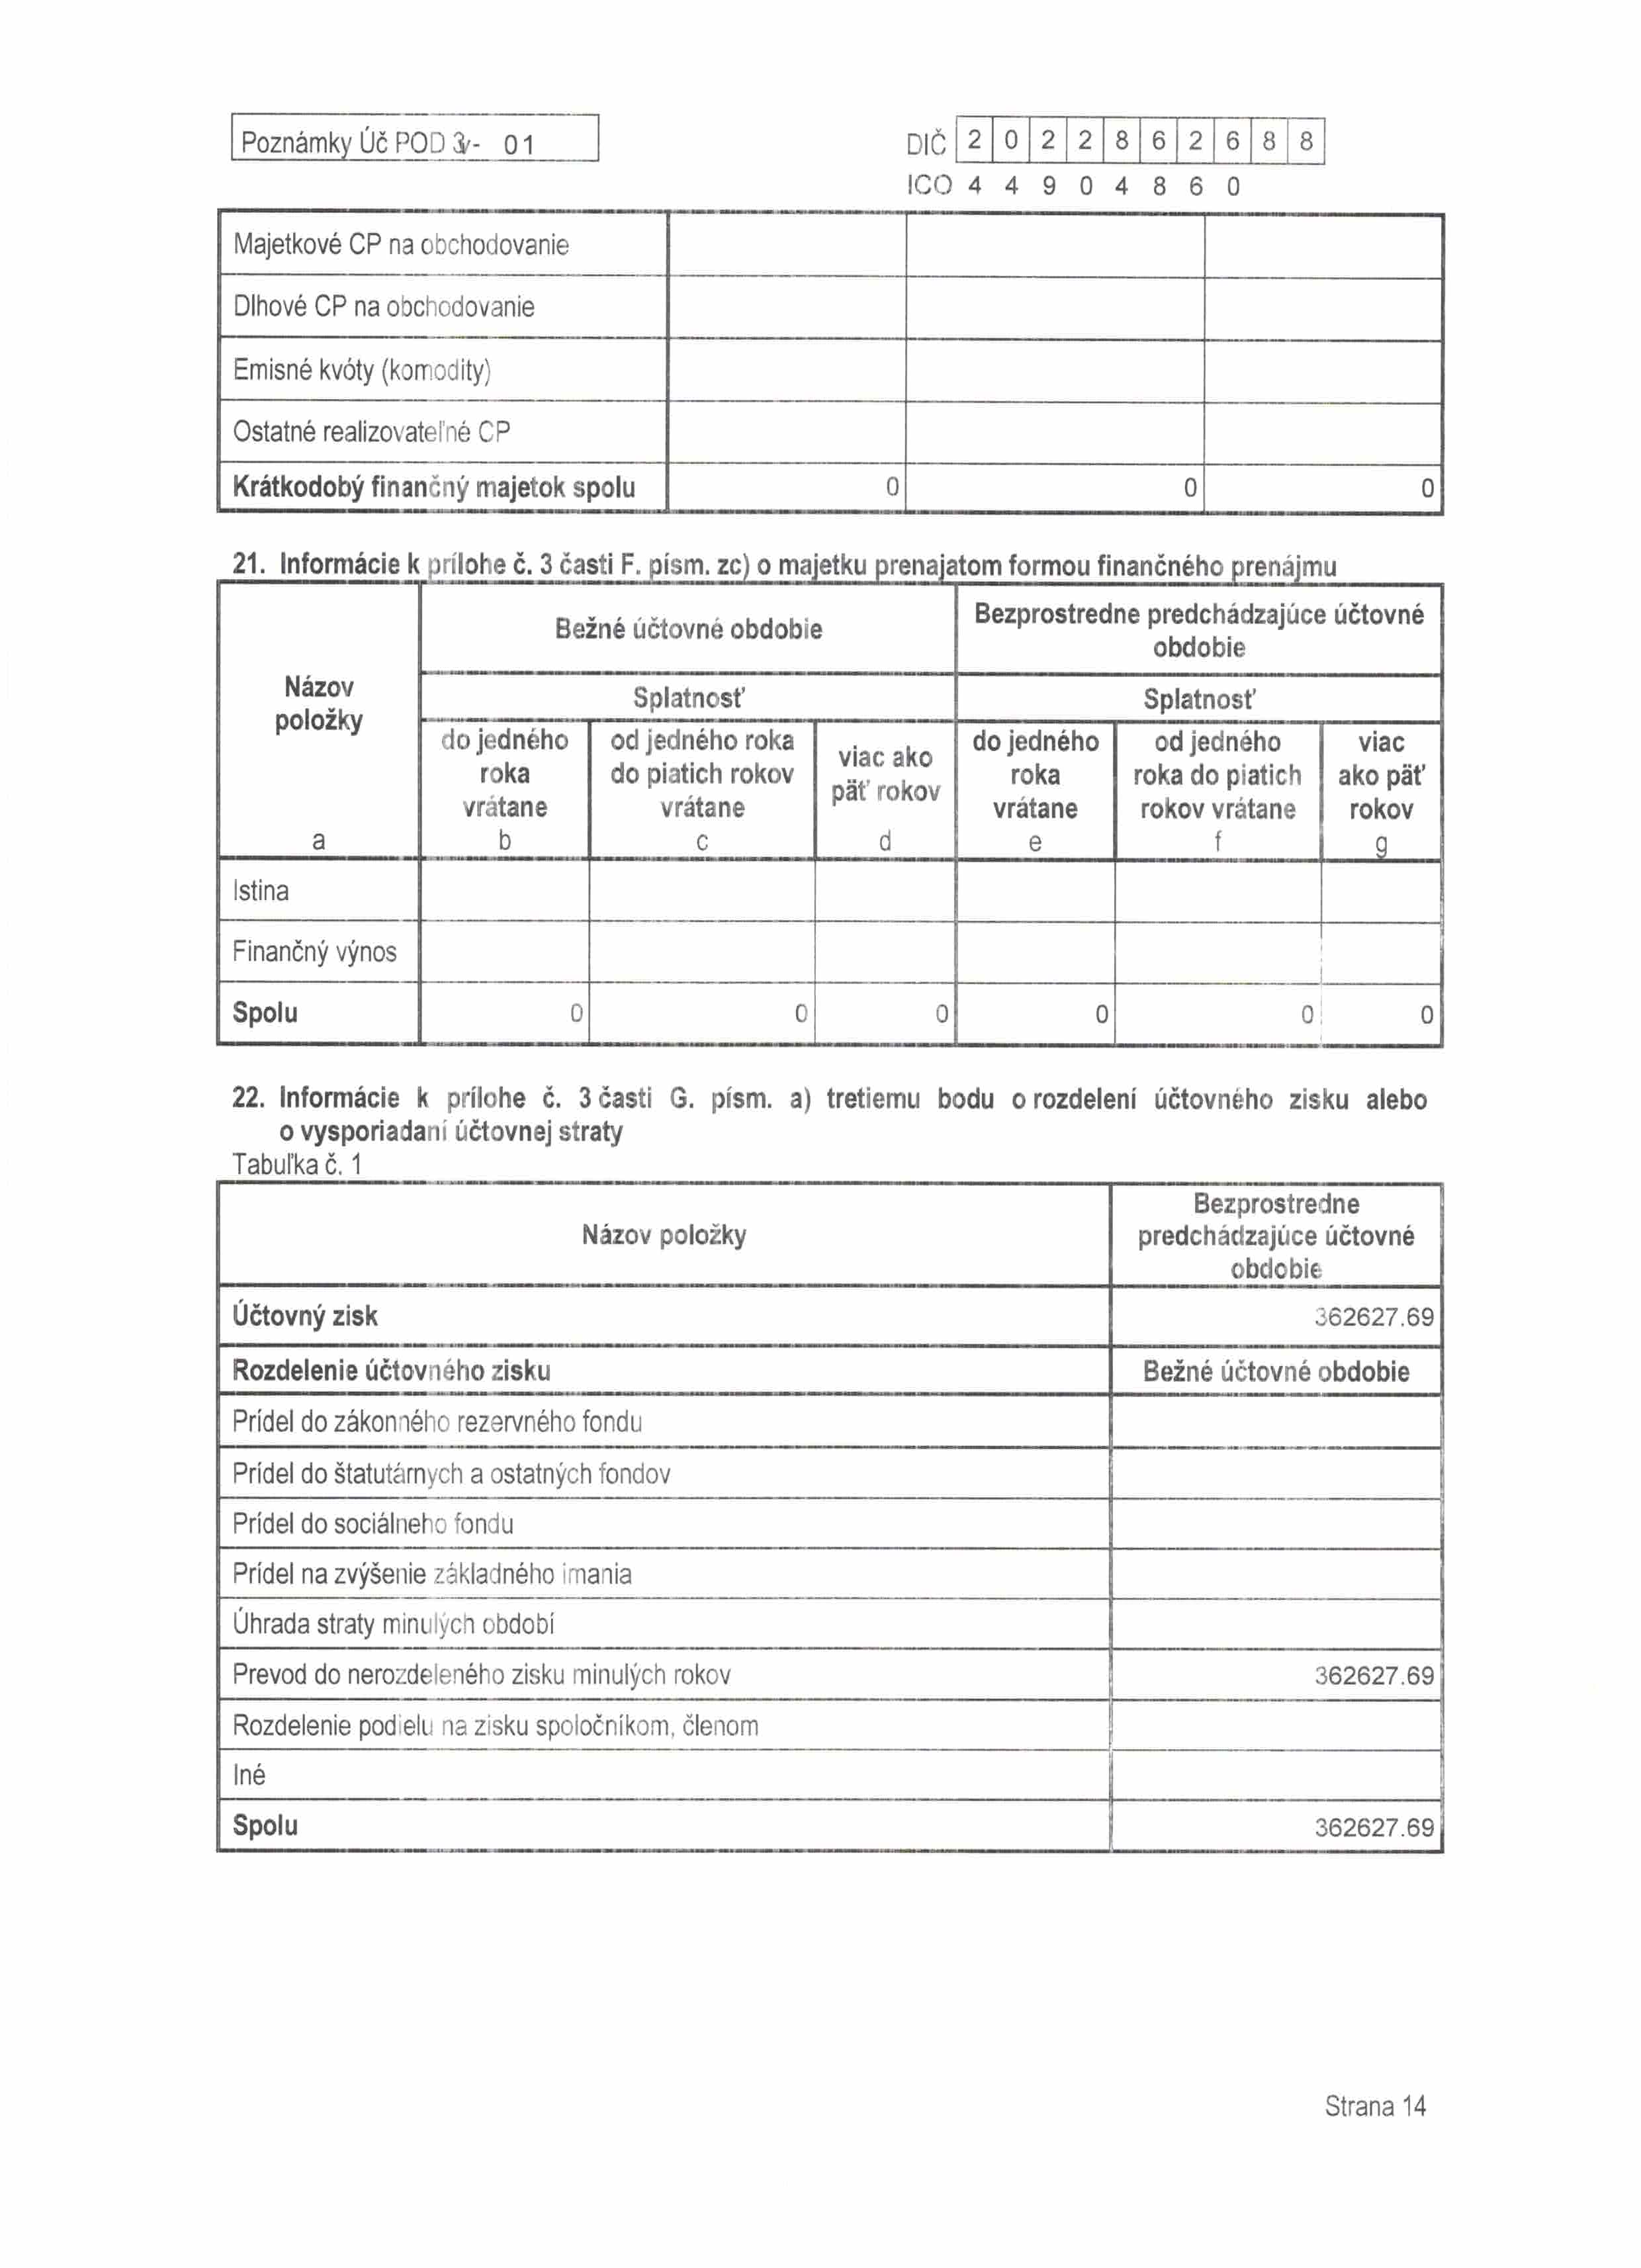 Poznámky Úč POD 3v- 01
DIČ 2 0 2 2 8 6 2 6 8 8
ICO 4 4 9 0 4 8 6 0
Majetkové CP na obchodovanie
Dlhové CP na obchodovanie
Emisné kvóty (komodity)
Ostatné realizovateľné CP
Krátkodobý finančný majetok spolu 0 0 0
21. Informácie k prílohe č. 3 časti F. písm. zc) o majetku prenajatom formou finančného prenájmu
Názov položky
Bežné účtovné obdobie
Bezprostredne predchádzajúce účtovné
obdobie
Splatnosť Splatnosť
do jedného roka vrátane
od jedného roka do piatich rokov vrátane
viac ako päť rokov
do jedného roka vrátane
od jedného roka do piatich rokov vrátane
viac ako päť rokov
a b c d e f g
Istina
Finančný výnos
Spolu 0 0 0 0 0 0
22. Informácie k prílohe č. 3 časti G. písm. a) tretiemu bodu o rozdelení účtovného zisku alebo
o vysporiadaní účtovnej straty
Tabuľka č. 1
Názov položky
Bezprostredne
predchádzajúce účtovné
obdobie
Účtovný zisk 362627.69
Rozdelenie účtovného zisku Bežné účtovné obdobie
Prídel do zákonného rezervného fondu
Prídel do štatutárnych a ostatných fondov
Prídel do sociálneho fondu
Prídel na zvýšenie základného imania
Úhrada straty minulých období
Prevod do nerozdeleného zisku minulých rokov 362627.69
Rozdelenie podielu na zisku spoločníkom, členom
Iné
Spolu 362627.69
Strana 14